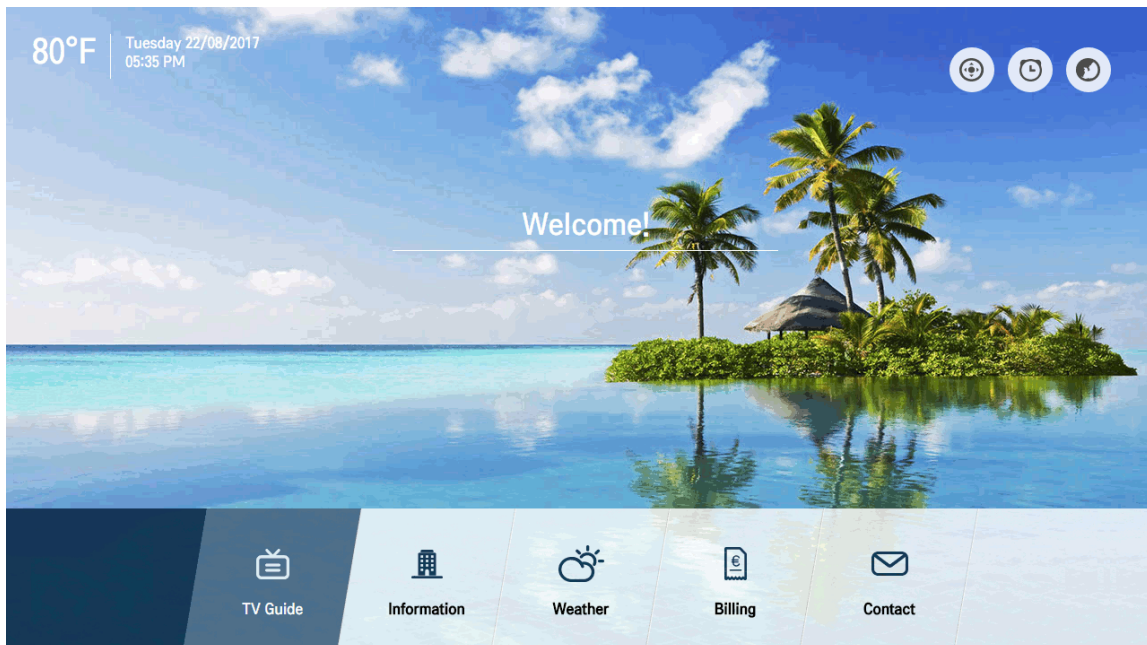 80°F
Tuesday 22/08/2017
05:35 PM
Welcome!
TV Guide
Information
€
Weather
Billing
Contact